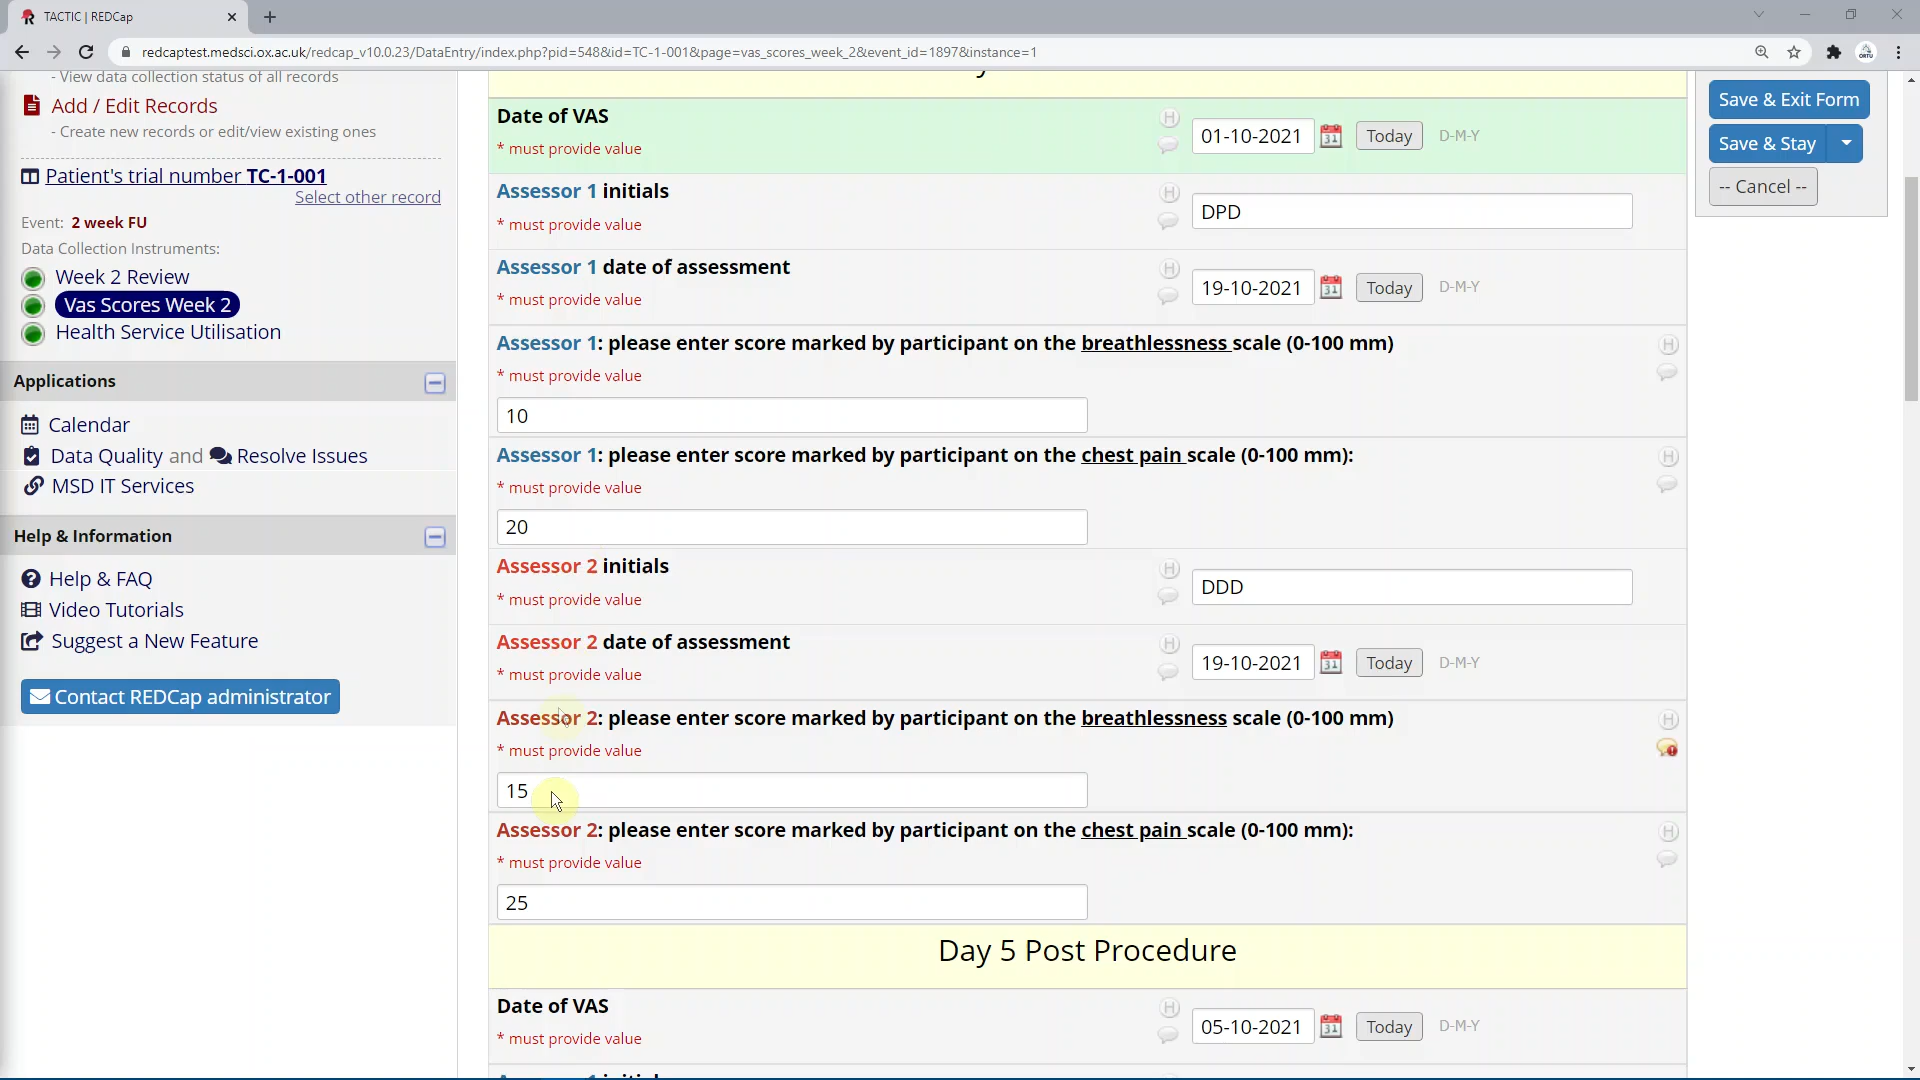 TACTIC | REDCap
redcaptest.medsci.ox.ac.uk/redcap_v10.0.23/DataEntry/index.php?pid=548&id=TC-1-001&page=vas_scores_week_2&event_id=1897&instance=1
- View data collection status of all records
Add / Edit Records
- Create new records or edit/view existing ones
Patient's trial number TC-1-001
Select other record
Event: 2 week FU
Data Collection Instruments:
Week 2 Review
Vas Scores Week 2
Health Service Utilisation
Applications
Calendar
Data Quality and Resolve Issues
MSD IT Services
Help & Information
Help & FAQ
Video Tutorials
Suggest a New Feature
Contact REDCap administrator
Date of VAS
* must provide value
01-10-2021
31
Today
D-M-Y
Assessor 1 initials
* must provide value
DPD
Assessor 1 date of assessment
* must provide value
19-10-2021
31
Today
D-M-Y
Assessor 1: please enter score marked by participant on the breathlessness scale (0-100 mm)
* must provide value
10
Assessor 1: please enter score marked by participant on the chest pain scale (0-100 mm):
* must provide value
20
Assessor 2 initials
* must provide value
DDD
Assessor 2 date of assessment
* must provide value
19-10-2021
31
Today
D-M-Y
Assessor 2: please enter score marked by participant on the breathlessness scale (0-100 mm)
* must provide value
15
Assessor 2: please enter score marked by participant on the chest pain scale (0-100 mm):
* must provide value
25
Day 5 Post Procedure
Date of VAS
* must provide value
05-10-2021
31
Today
D-M-Y
Save & Exit Form
Save & Stay
-- Cancel --